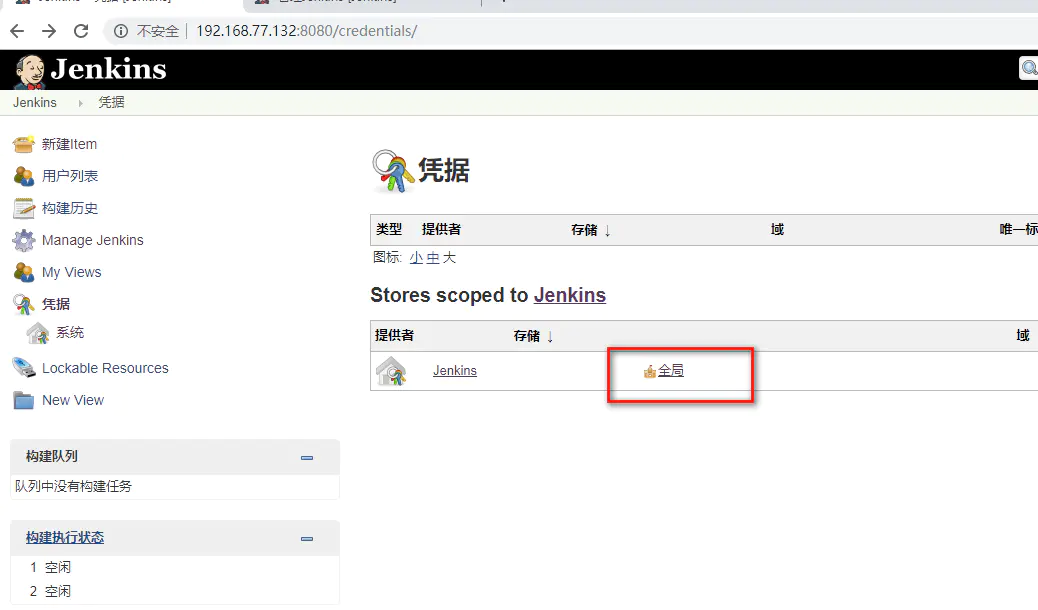 不安全 192.168.77.132:8080/credentials/
Jenkins
Jenkins 凭据
新建Item
用户列表
构建历史
Manage Jenkins
My Views
凭据
系统
Lockable Resources
New View
构建队列
队列中没有构建任务
构建执行状态
1 空闲
2 空闲
凭据
类型 提供者 存储 ↓ 域 唯一标
图标: 小 中 大
Stores scoped to Jenkins
提供者 存储 ↓ 域
Jenkins 全局